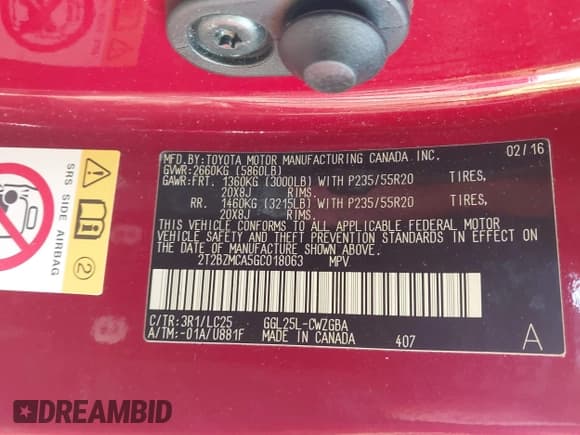 MFD.BY:TOYOTA MOTOR MANUFACTURING CANADA INC. 02/16
GVWR:2660KG (5860LB)
GAWR:FRT. 1360KG (3000LB) WITH P235/55R20 TIRES,
20X8J RIMS.
RR. 1460KG (3215LB) WITH P235/55R20 TIRES,
20X8J RIMS.
THIS VEHICLE CONFORMS TO ALL APPLICABLE FEDERAL MOTOR
VEHICLE SAFETY AND THEFT PREVENTION STANDARDS IN EFFECT ON
THE DATE OF MANUFACTURE SHOWN ABOVE.
2T2BZMCA5GC018063 MPV
C/TR:3R1/LC25 GGL25L-CWZGBA
A/TM:-01A/U881F MADE IN CANADA 407 A
SRS SIDE AIRBAG
2
DREAMBID